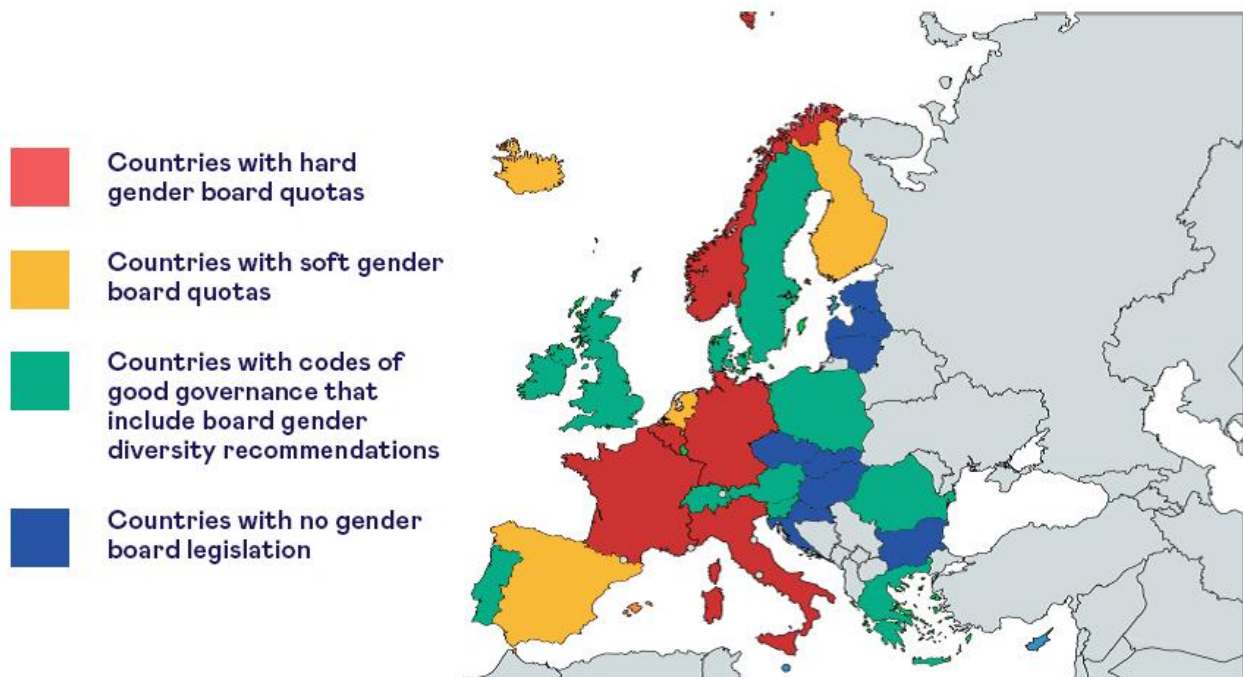 Countries with hard
gender board quotas
Countries with soft gender
board quotas
Countries with codes of
good governance that
include board gender
diversity recommendations
Countries with no gender
board legislation